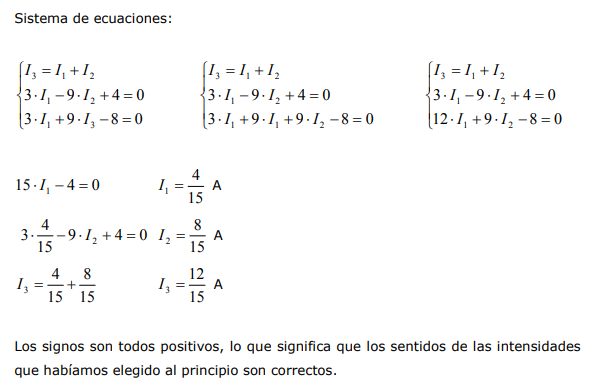 Sistema de ecuaciones:
{I₃ = I₁ + I₂ {I₃ = I₁ + I₂ {I₃ = I₁ + I₂
3·I₁ − 9·I₂ + 4 = 0 3·I₁ − 9·I₂ + 4 = 0 3·I₁ − 9·I₂ + 4 = 0
3·I₁ + 9·I₃ − 8 = 0 3·I₁ + 9·I₁ + 9·I₂ − 8 = 0 12·I₁ + 9·I₂ − 8 = 0
15·I₁ − 4 = 0 I₁ = 4/15 A
3·4/15 − 9·I₂ + 4 = 0 I₂ = 8/15 A
I₃ = 4/15 + 8/15 I₃ = 12/15 A
Los signos son todos positivos, lo que significa que los sentidos de las intensidades
que habíamos elegido al principio son correctos.